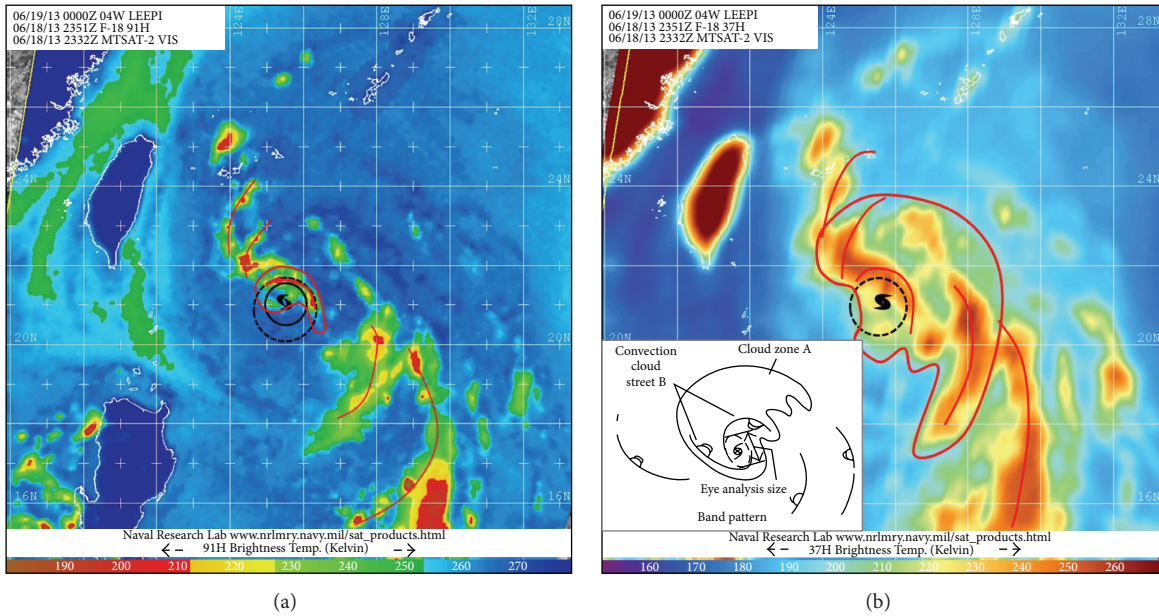 06/19/13 0000Z 04W LEEPI
06/18/13 2351Z F-18 91H
06/18/13 2332Z MTSAT-2 VIS
124E
128E
132E
28N
24N
24N
20N
20N
16N
16N
Naval Research Lab www.nrlmry.navy.mil/sat_products.html
91H Brightness Temp. (Kelvin)
190 200 210 220 230 240 250 260 270
(a)
06/19/13 0000Z 04W LEEPI
06/18/13 2351Z F-18 37H
06/18/13 2332Z MTSAT-2 VIS
124E
128E
132E
28N
24N
24N
20N
20N
16N
Convection
cloud
street B
Cloud zone A
Eye analysis size
Band pattern
Naval Research Lab www.nrlmry.navy.mil/sat_products.html
37H Brightness Temp. (Kelvin)
160 170 180 190 200 210 220 230 240 250 260
(b)